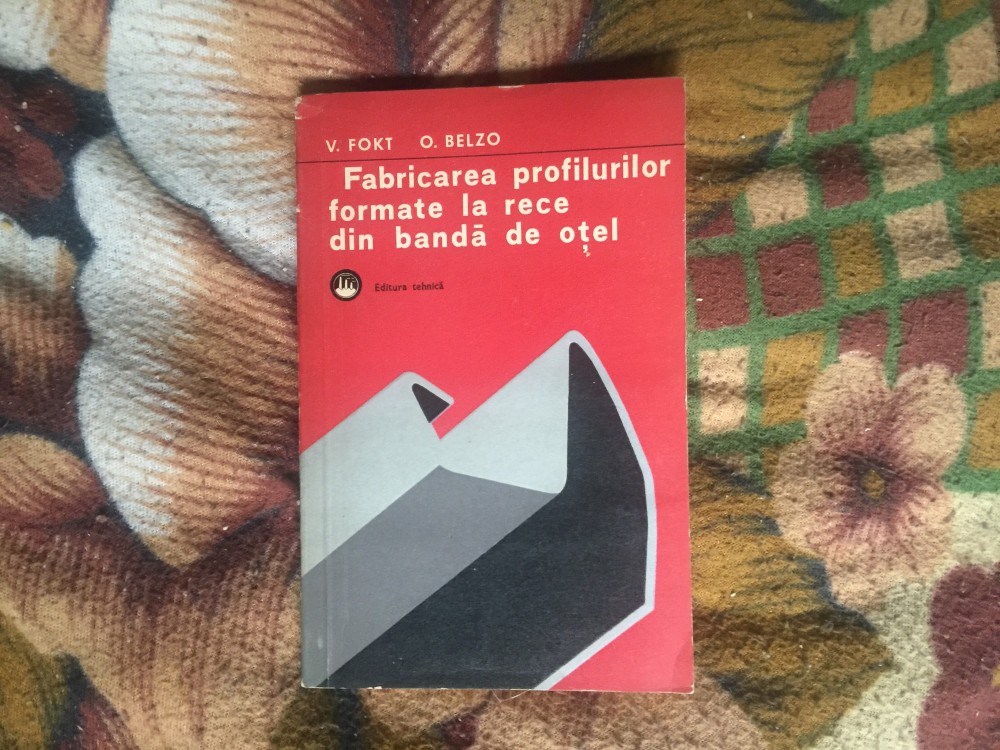 V. FOKT O. BELZO
Fabricarea profilurilor
formate la rece
din bandă de oțel
Editura tehnică